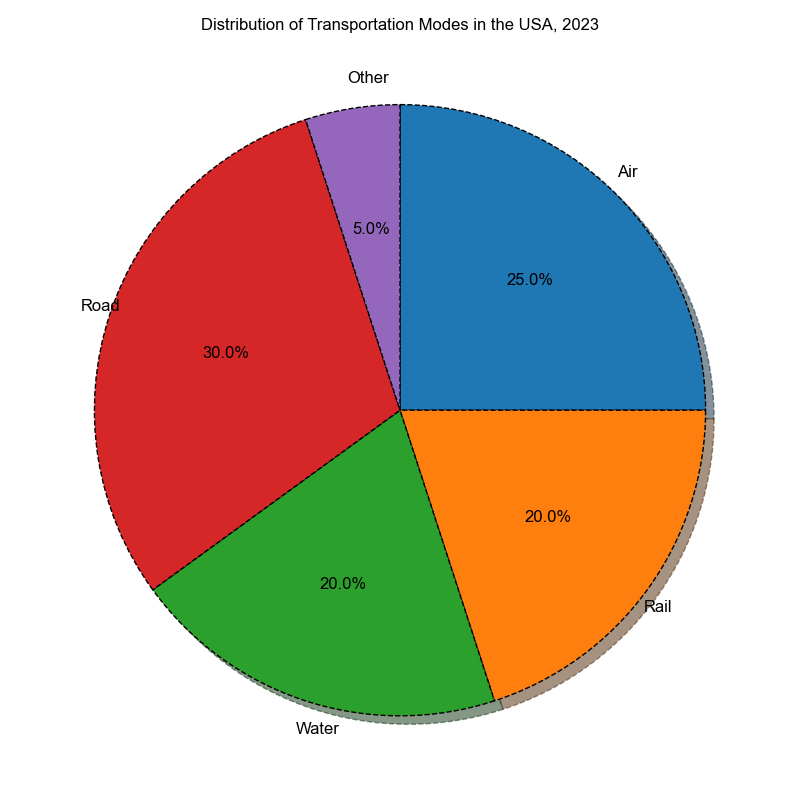 Distribution of Transportation Modes in the USA, 2023
Other
Air
5.0%
25.0%
Road
30.0%
20.0%
20.0%
Rail
Water